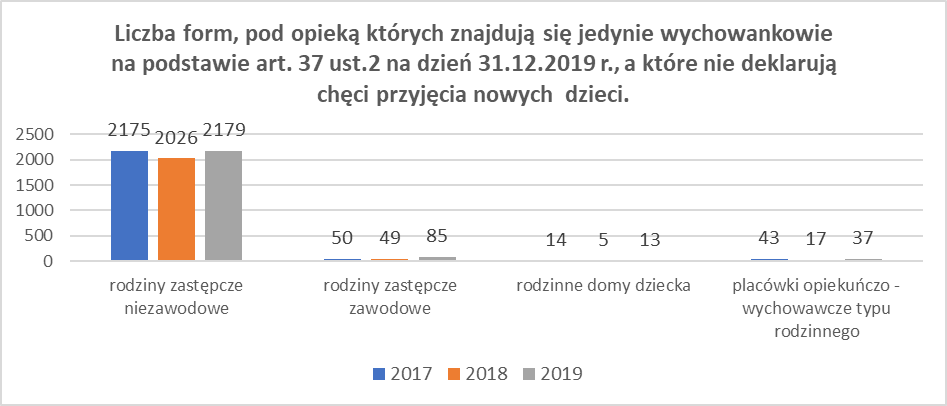 Liczba form, pod opieką których znajdują się jedynie wychowankowie
na podstawie art. 37 ust.2 na dzień 31.12.2019 r., a które nie deklarują
chęci przyjęcia nowych dzieci.
2500
2000
1500
1000
500
0
2175 2026 2179
50 49 85
14 5 13
43 17 37
rodziny zastępcze
niezawodowe
rodziny zastępcze
zawodowe
rodzinne domy dziecka
placówki opiekuńczo -
wychowawcze typu
rodzinnego
2017 2018 2019